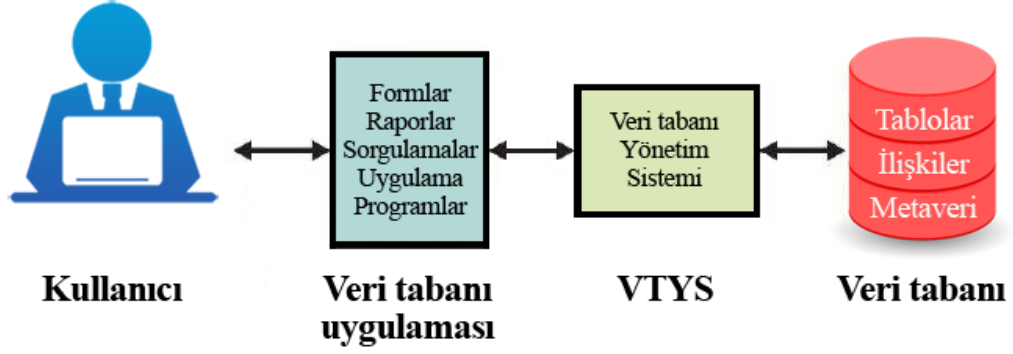 Formlar
Raporlar
Sorgulamalar
Uygulama
Programlar
Veri tabanı
Yönetim
Sistemi
Tablolar
İlişkiler
Metaveri
Kullanıcı
Veri tabanı
uygulaması
VTYS
Veri tabanı